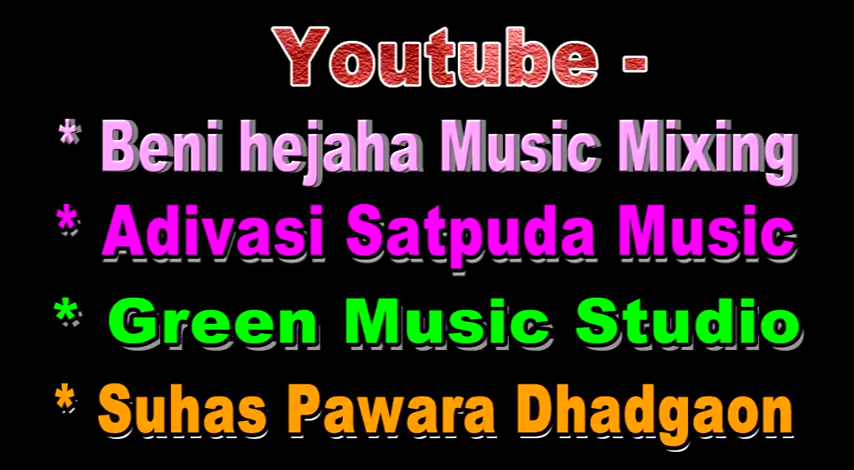 Youtube -
* Beni hejaha Music Mixing
* Adivasi Satpuda Music
* Green Music Studio
* Suhas Pawara Dhadgaon